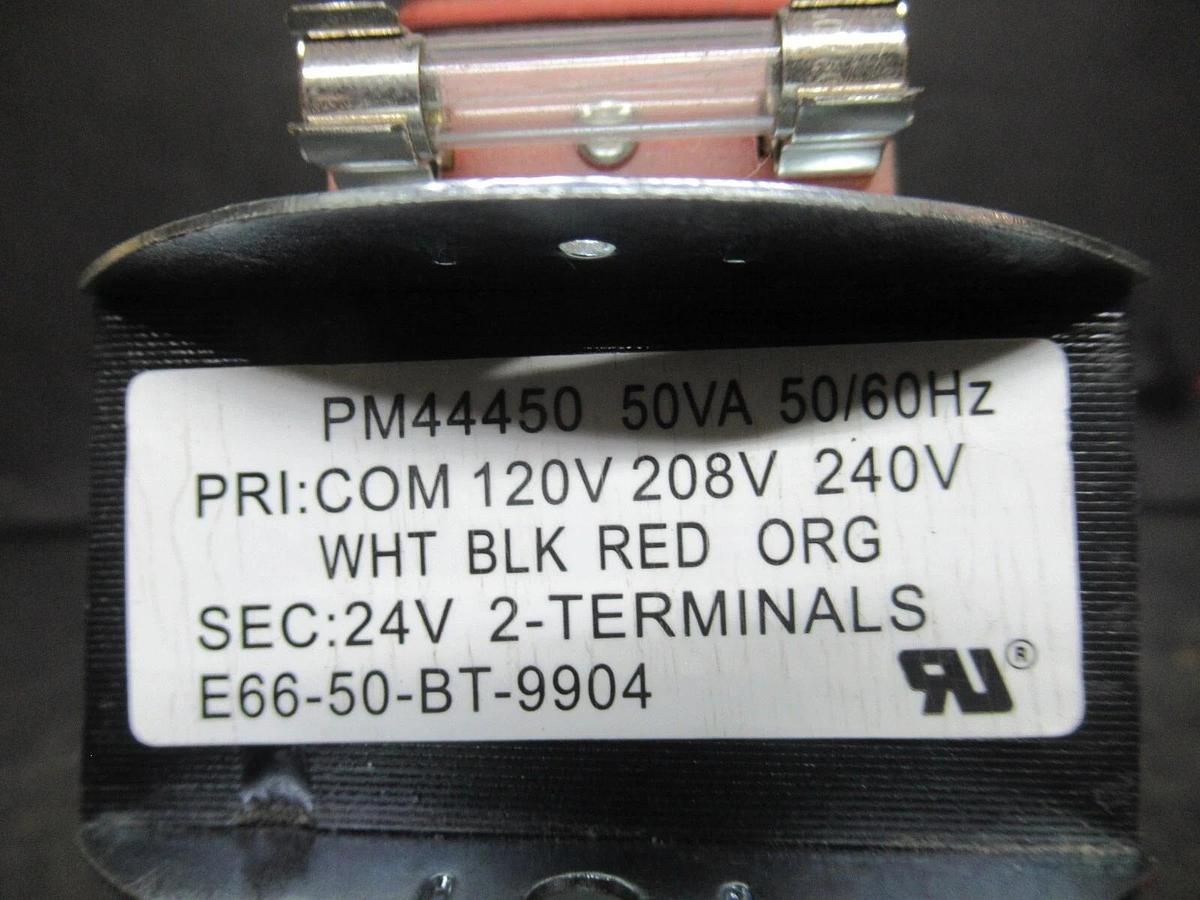 PM44450 50VA 50/60Hz
PRI:COM 120V 208V 240V
WHT BLK RED ORG
SEC:24V 2-TERMINALS
E66-50-BT-9904
RU®